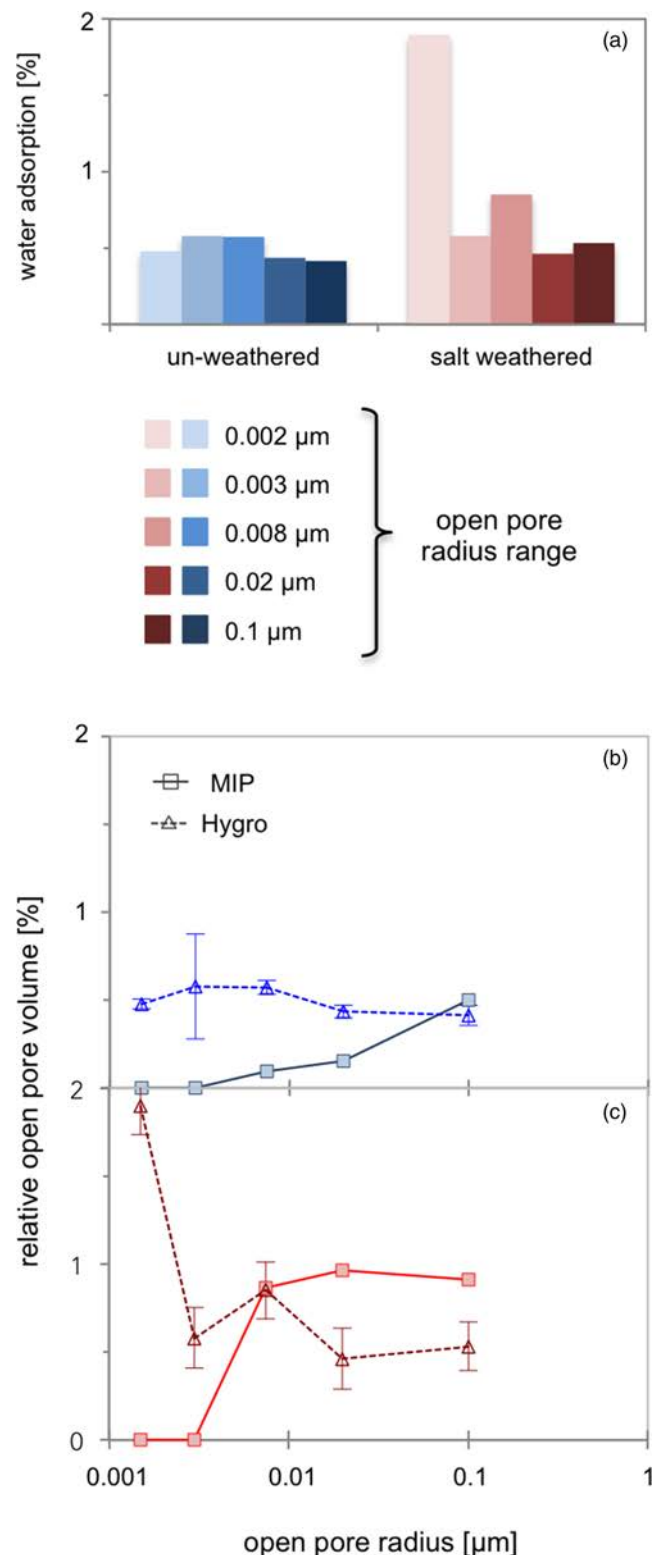 (a)
water adsorption [%]
2
1
un-weathered
salt weathered
0.002 µm
0.003 µm
0.008 µm
0.02 µm
0.1 µm
open pore
radius range
(b)
MIP
Hygro
2
1
relative open pore volume [%]
(c)
2
1
0
0.001
0.01
0.1
1
open pore radius [µm]